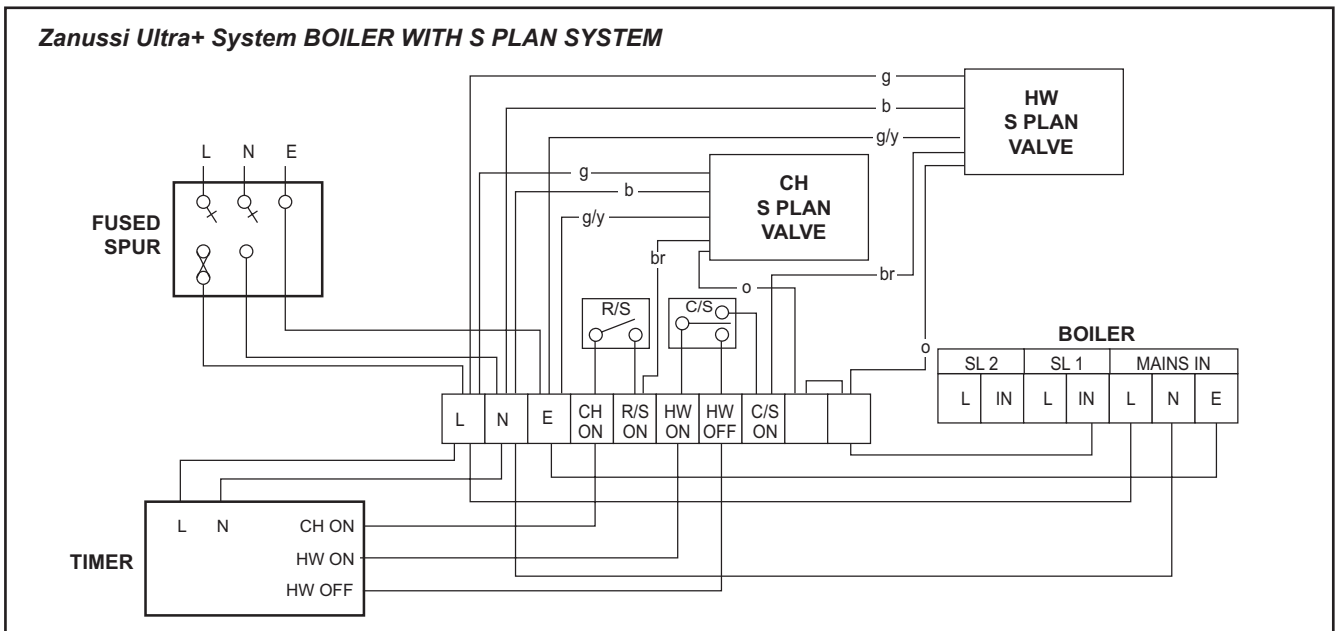 Zanussi Ultra+ System BOILER WITH S PLAN SYSTEM
g
HW
S PLAN
VALVE
b
g/y
L N E
FUSED
SPUR
g
b
g/y
CH
S PLAN
VALVE
br
br
o
R/S
C/S
o
BOILER
SL 2 SL 1 MAINS IN
L IN L IN L N E
L N E CH ON R/S ON HW ON HW OFF C/S ON
TIMER
L N CH ON
HW ON
HW OFF